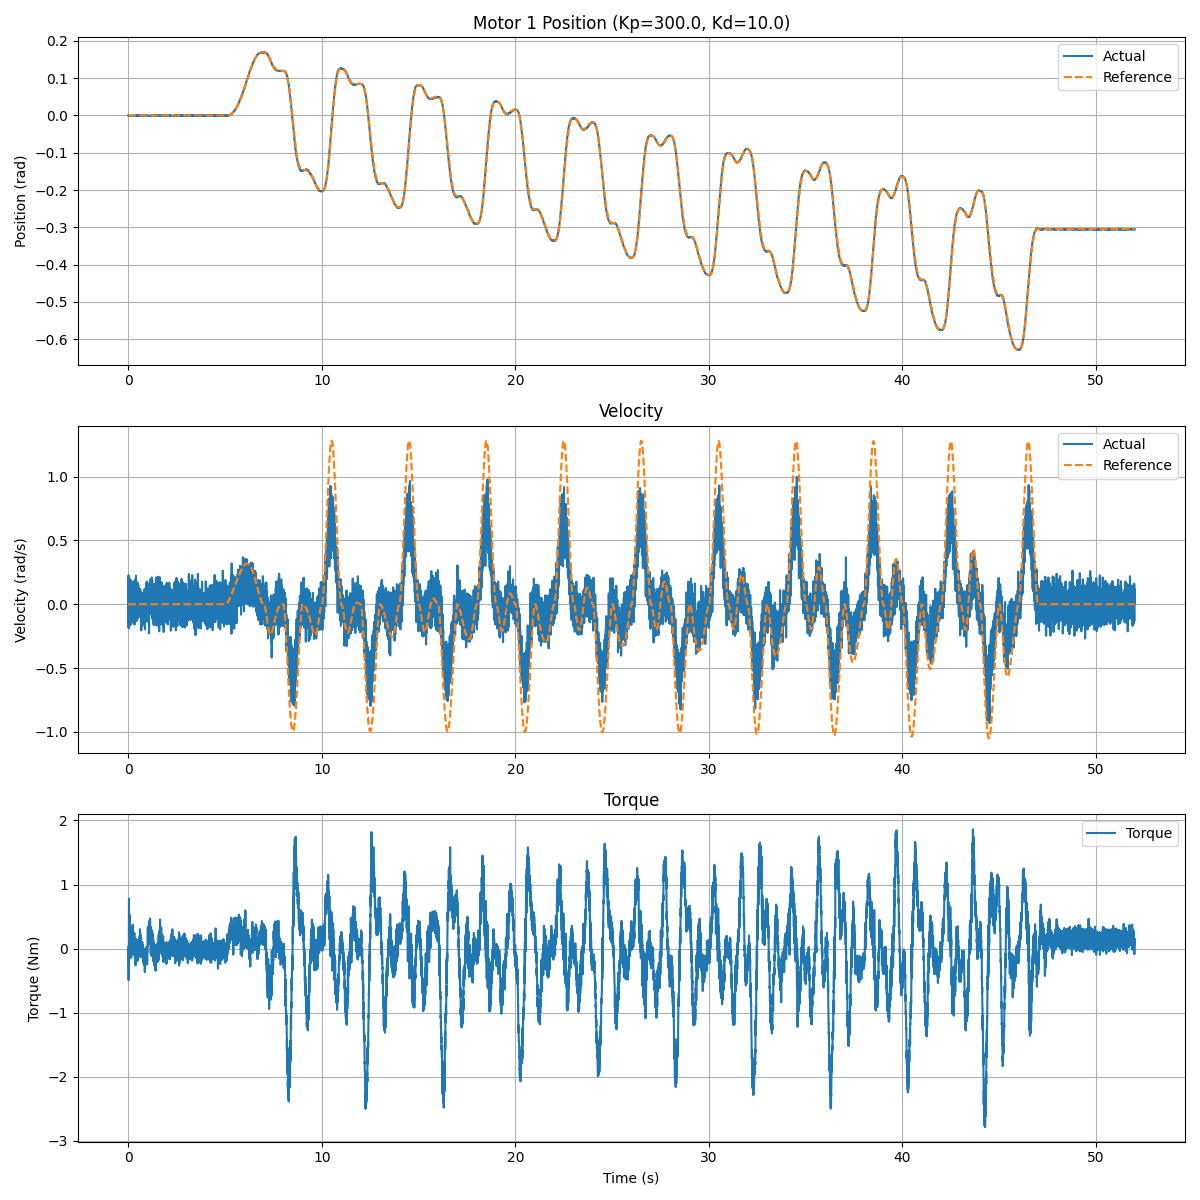 Motor 1 Position (Kp=300.0, Kd=10.0)
0.2
0.1
0.0
−0.1
−0.2
−0.3
−0.4
−0.5
−0.6
Position (rad)
Actual
Reference
0 10 20 30 40 50
Velocity
1.0
0.5
0.0
−0.5
−1.0
Velocity (rad/s)
Actual
Reference
0 10 20 30 40 50
Torque
2
1
0
−1
−2
−3
Torque (Nm)
Torque
0 10 20 30 40 50
Time (s)